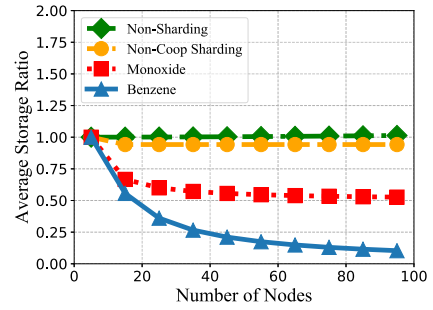 Average Storage Ratio
2.00
1.75
1.50
1.25
1.00
0.75
0.50
0.25
0.00
Non-Sharding
Non-Coop Sharding
Monoxide
Benzene
0 20 40 60 80 100
Number of Nodes